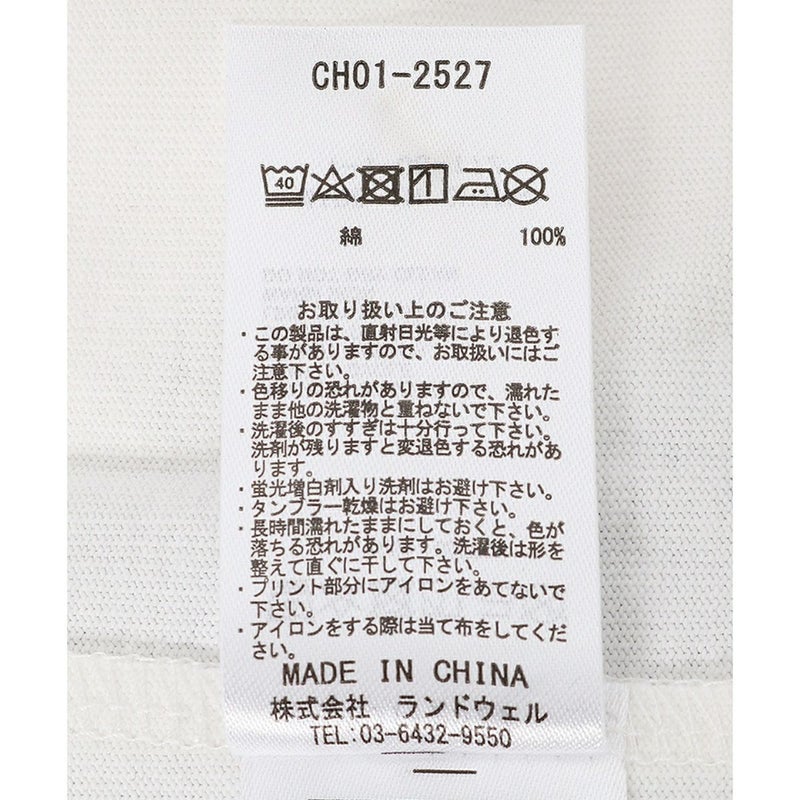 CH01-2527
40
綿 100%
お取り扱い上のご注意
・この製品は、直射日光等により退色す
る事がありますので、お取扱いにはご
注意下さい。
・色移りの恐れがありますので、濡れた
まま他の洗濯物と重ねないで下さい。
・洗濯後のすすぎは十分行って下さい。
洗剤が残りますと変退色する恐れがあ
ります。
・蛍光増白剤入り洗剤はお避け下さい。
・タンブラー乾燥はお避け下さい。
・長時間濡れたままにしておくと、色が
落ちる恐れがあります。洗濯後は形を
整えて直ぐに干して下さい。
・プリント部分にアイロンをあてないで
下さい。
・アイロンをする際は当て布をしてくだ
さい。
MADE IN CHINA
株式会社 ランドウェル
TEL:03-6432-9550